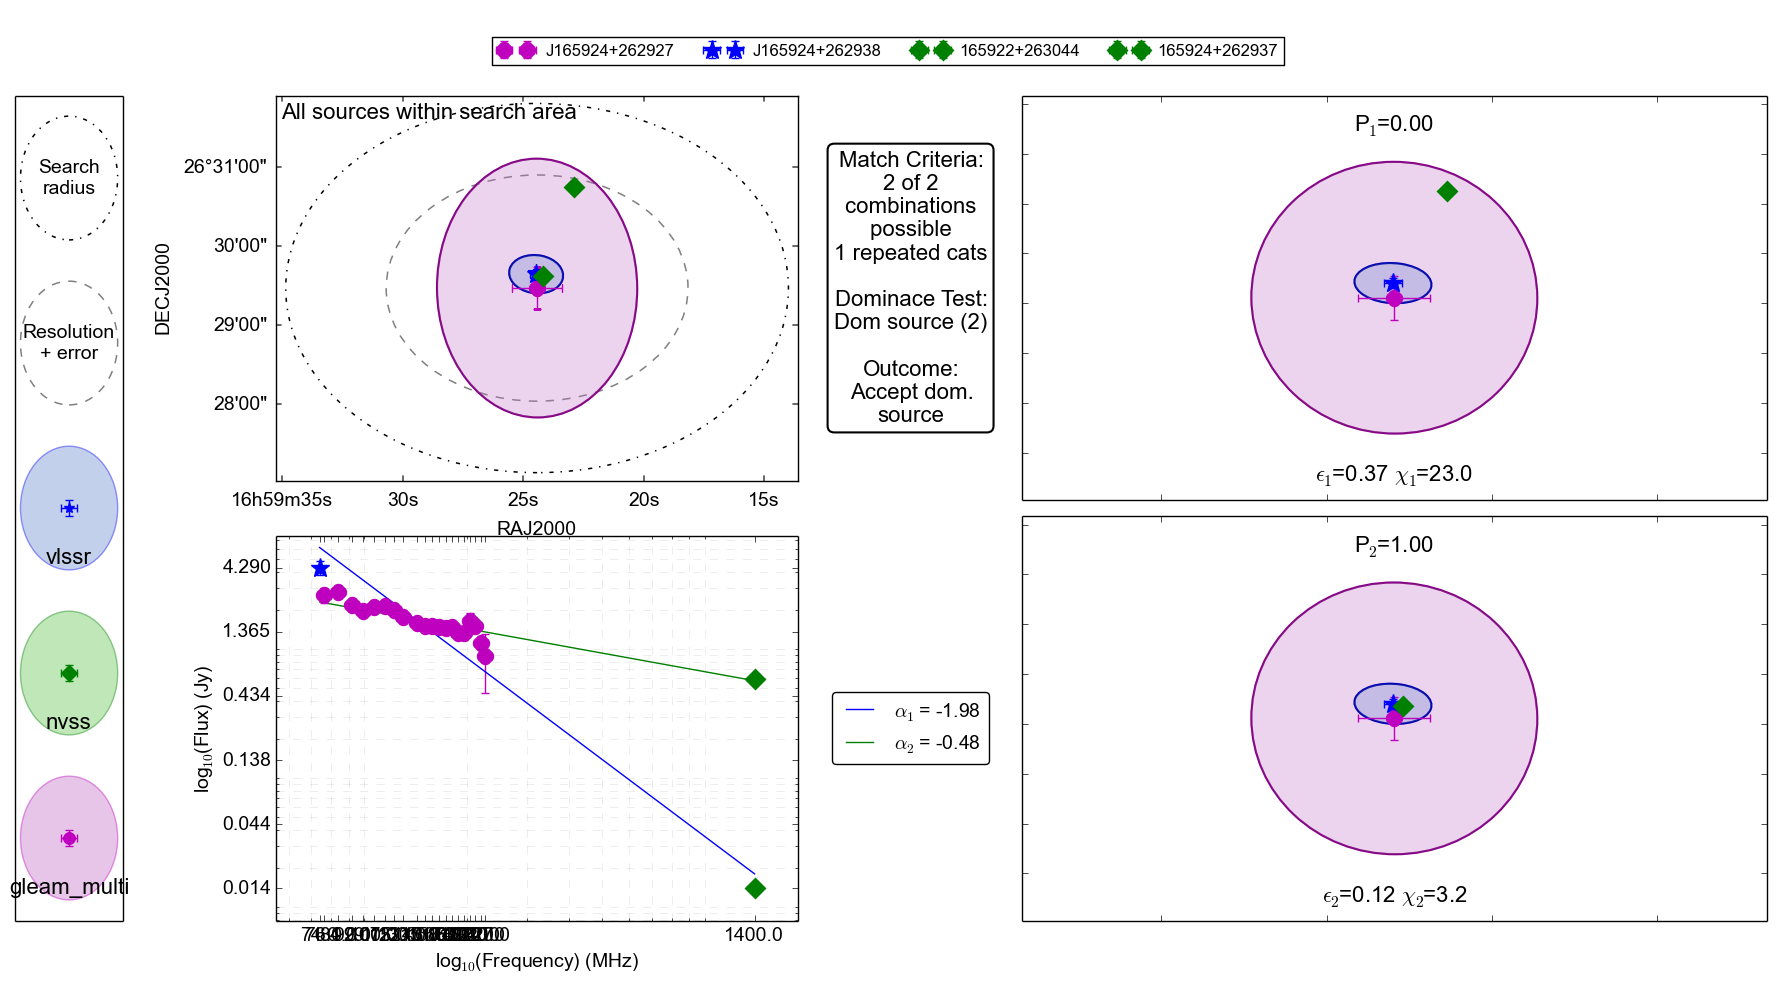 J165924+262927 J165924+262938 165922+263044 165924+262937
Search
radius
Resolution
+ error
vlssr
nvss
gleam_multi
All sources within search area
DECJ2000
26°31'00"
30'00"
29'00"
28'00"
16h59m35s 30s 25s 20s 15s
RAJ2000
Match Criteria:
2 of 2
combinations
possible
1 repeated cats
Dominace Test:
Dom source (2)
Outcome:
Accept dom.
source
P₁=0.00
ϵ₁=0.37 χ₁=23.0
log₁₀(Flux) (Jy)
4.290
1.365
0.434
0.138
0.044
0.014
1400.0
log₁₀(Frequency) (MHz)
α₁ = -1.98
α₂ = -0.48
P₂=1.00
ϵ₂=0.12 χ₂=3.2